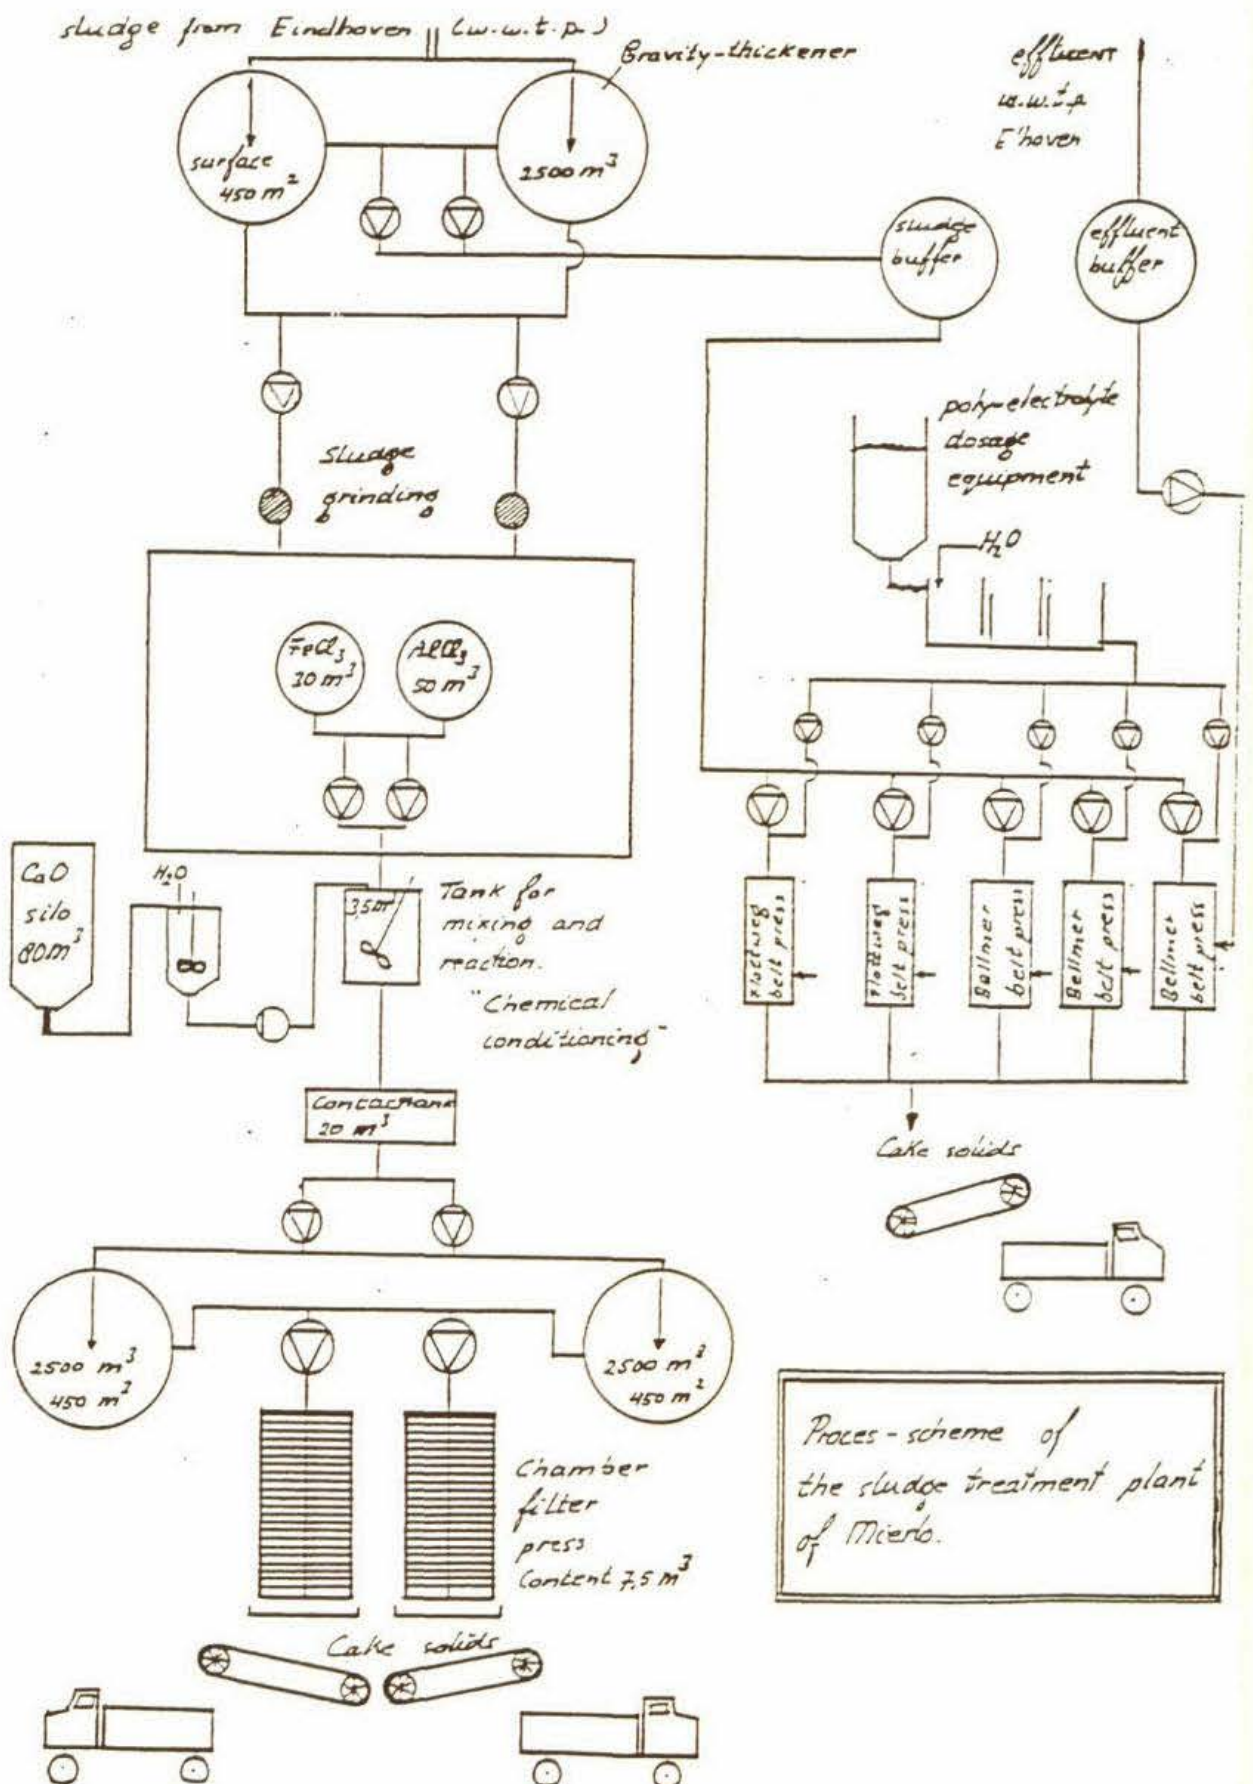 sludge from Eindhoven (w.w.t.p.)
Gravity-thickener
surface
450 m²
2500 m³
effluent
w.w.t.p
E'hoven
sludge
buffer
effluent
buffer
poly-electrolyte
dosage
equipment
H₂O
Sludge
grinding
FeCl₃
30 m³
AlCl₃
50 m³
CaO
silo
80 m³
H₂O
3,5 m³
Tank for
mixing and
reaction.
"Chemical
conditioning"
Flottweg
belt press
Flottweg
belt press
Bellmer
belt press
Bellmer
belt press
Bellmer
belt press
Contacttank
20 m³
Cake solids
2500 m³
450 m²
2500 m³
450 m²
Chamber
filter
press
Content 7,5 m³
Cake solids
Proces-scheme of
the sludge treatment plant
of Mierlo.